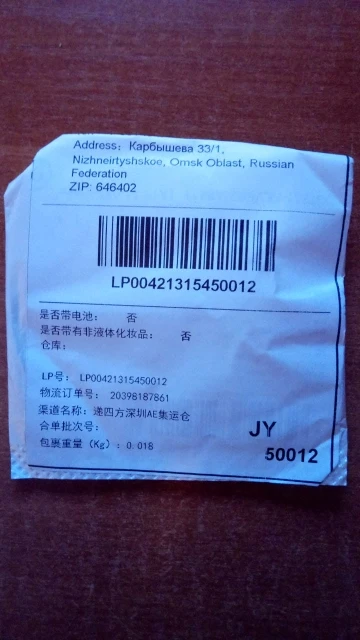 Address: Карбышева 33/1,
Nizhneirtyshskoe, Omsk Oblast, Russian
Federation
ZIP: 646402
LP00421315450012
是否带电池： 否
是否带有非液体化妆品： 否
仓库：
LP号： LP00421315450012
物流订单号： 20398187861
渠道名称：递四方深圳AE集运仓
合单批次号：
包裹重量（Kg）：0.018
JY
50012